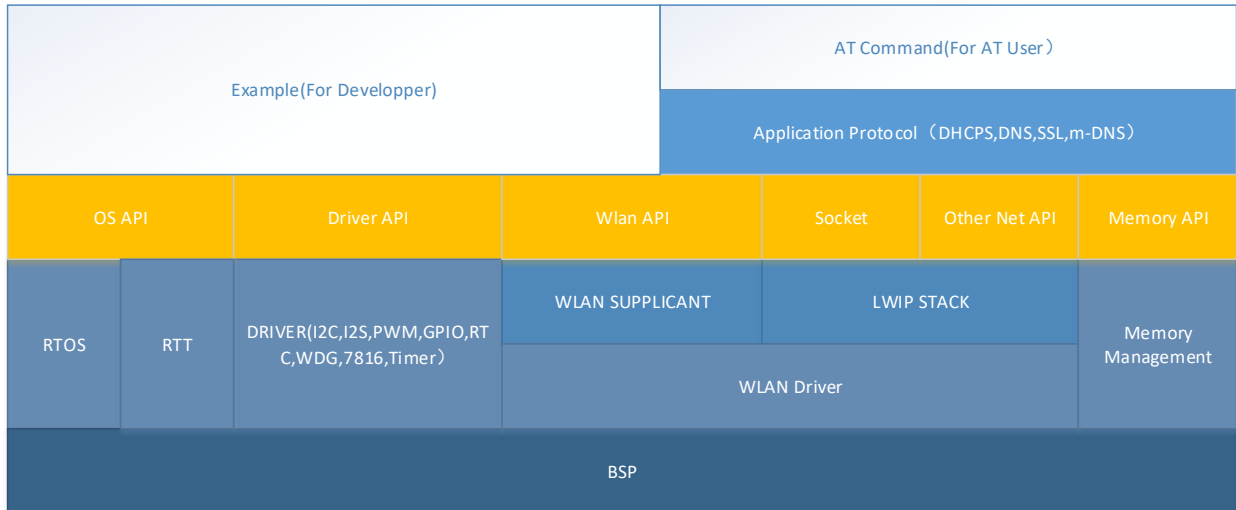 AT Command(For AT User）
Example(For Developper)
Application Protocol（DHCPS,DNS,SSL,m-DNS）
OS API
Driver API
Wlan API
Socket
Other Net API
Memory API
WLAN SUPPLICANT
LWIP STACK
RTOS
RTT
DRIVER(I2C,I2S,PWM,GPIO,RT
C,WDG,7816,Timer）
Memory
Management
WLAN Driver
BSP